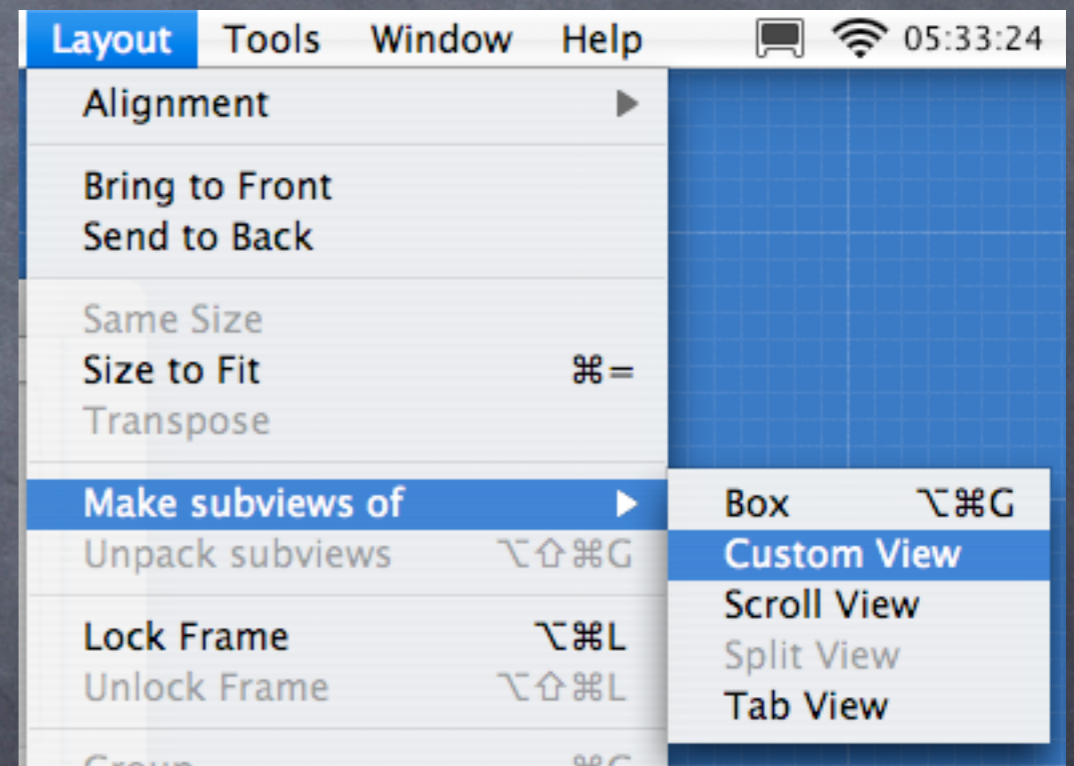 Layout Tools Window Help 05:33:24
Alignment ▶
Bring to Front
Send to Back
Same Size
Size to Fit ⌘=
Transpose
Make subviews of ▶
Unpack subviews ⌥⇧⌘G
Lock Frame ⌥⌘L
Unlock Frame ⌥⇧⌘L
Group ⌘G
Box ⌥⌘G
Custom View
Scroll View
Split View
Tab View